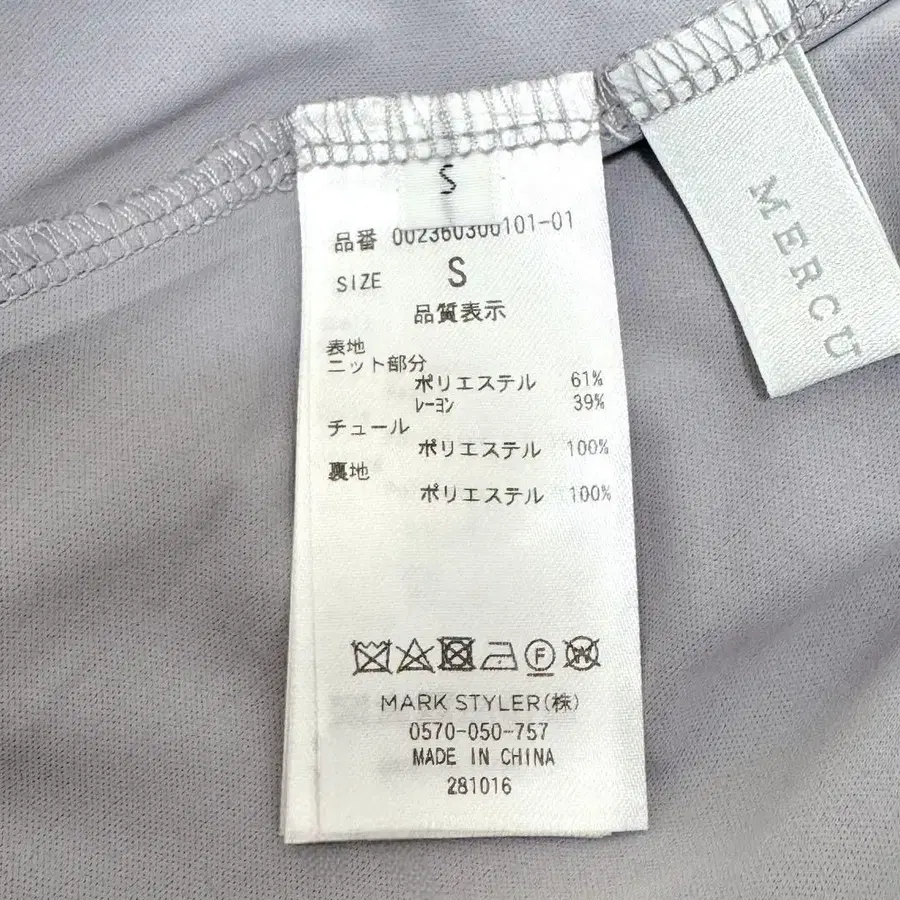 S
品番 002360300101-01
SIZE S
品質表示
表地
ニット部分
ポリエステル 61%
レーヨン 39%
チュール
ポリエステル 100%
裏地
ポリエステル 100%
F
W
MARK STYLER(株)
0570-050-757
MADE IN CHINA
281016
MERCU